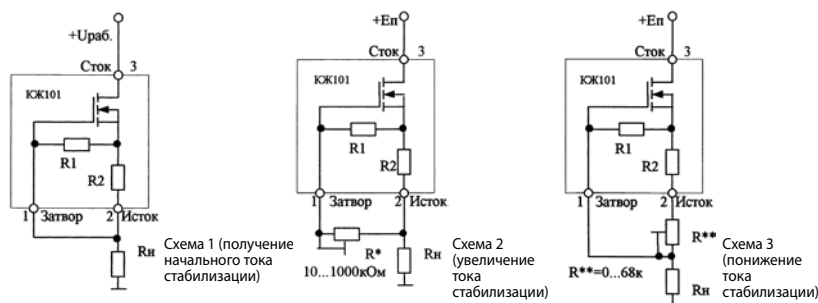 +Uраб.
Сток 3
КЖ101
R1
R2
1 Затвор 2 Исток
Rн
Схема 1 (получение
начального тока
стабилизации)
+Еп
Сток 3
КЖ101
R1
R2
1 Затвор 2 Исток
R*
10...1000кОм
Rн
Схема 2
(увеличение
тока
стабилизации)
+Еп
Сток 3
КЖ101
R1
R2
1 Затвор 2 Исток
R**
R**=0...68к
Rн
Схема 3
(понижение
тока
стабилизации)